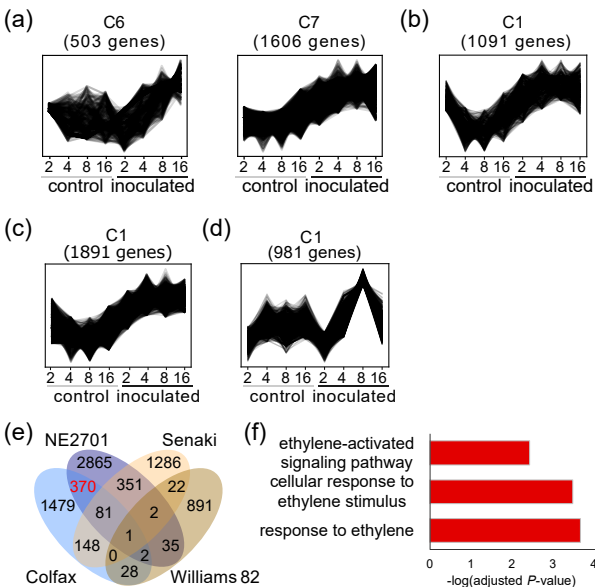 (a)
C6
(503 genes)
2 4 8 16 2 4 8 16
control inoculated
C7
(1606 genes)
2 4 8 16 2 4 8 16
control inoculated
(b)
C1
(1091 genes)
2 4 8 16 2 4 8 16
control inoculated
(c)
C1
(1891 genes)
2 4 8 16 2 4 8 16
control inoculated
(d)
C1
(981 genes)
2 4 8 16 2 4 8 16
control inoculated
(e)
NE2701 Senaki
2865 1286
370 351 22
1479 81 2 891
1
148 0 2 35
28
Colfax Williams 82
(f)
ethylene-activated
signaling pathway
cellular response to
ethylene stimulus
response to ethylene
0 1 2 3 4
-log(adjusted P-value)